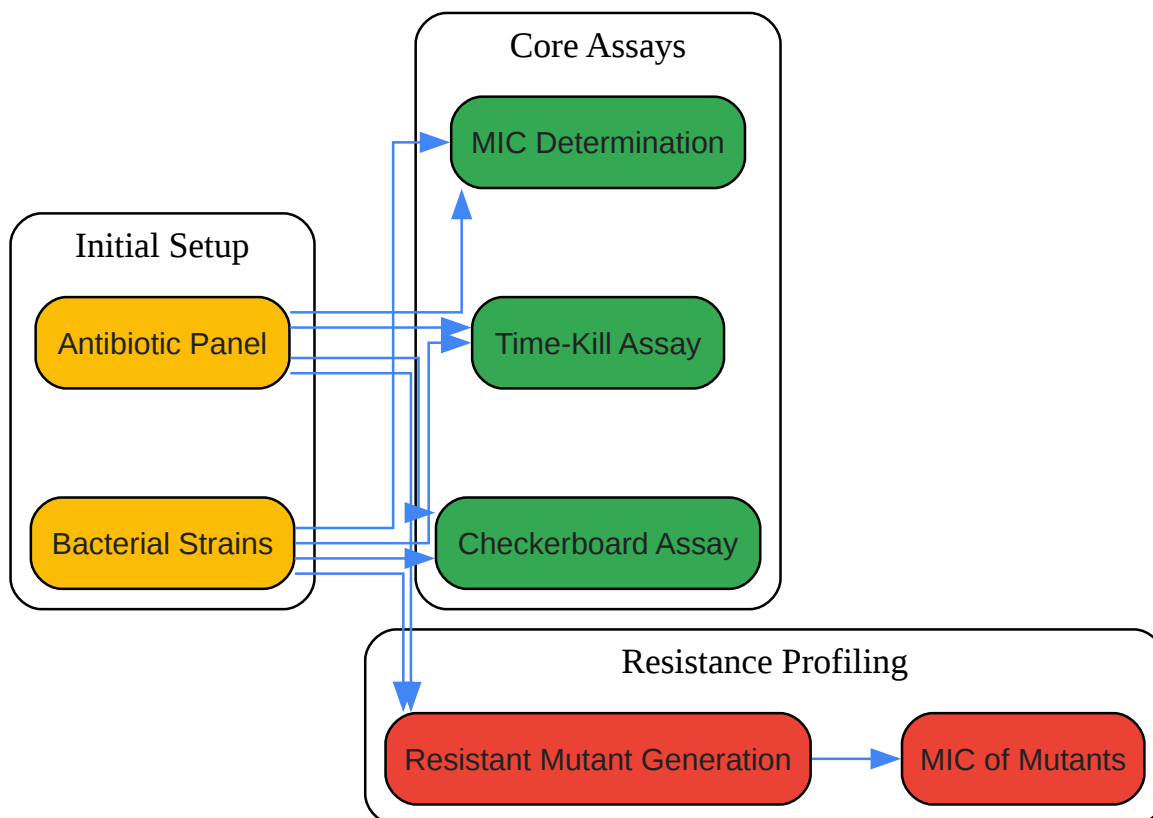 Core Assays
MIC Determination
Initial Setup
Antibiotic Panel
Time-Kill Assay
Bacterial Strains
Checkerboard Assay
Resistance Profiling
Resistant Mutant Generation
MIC of Mutants